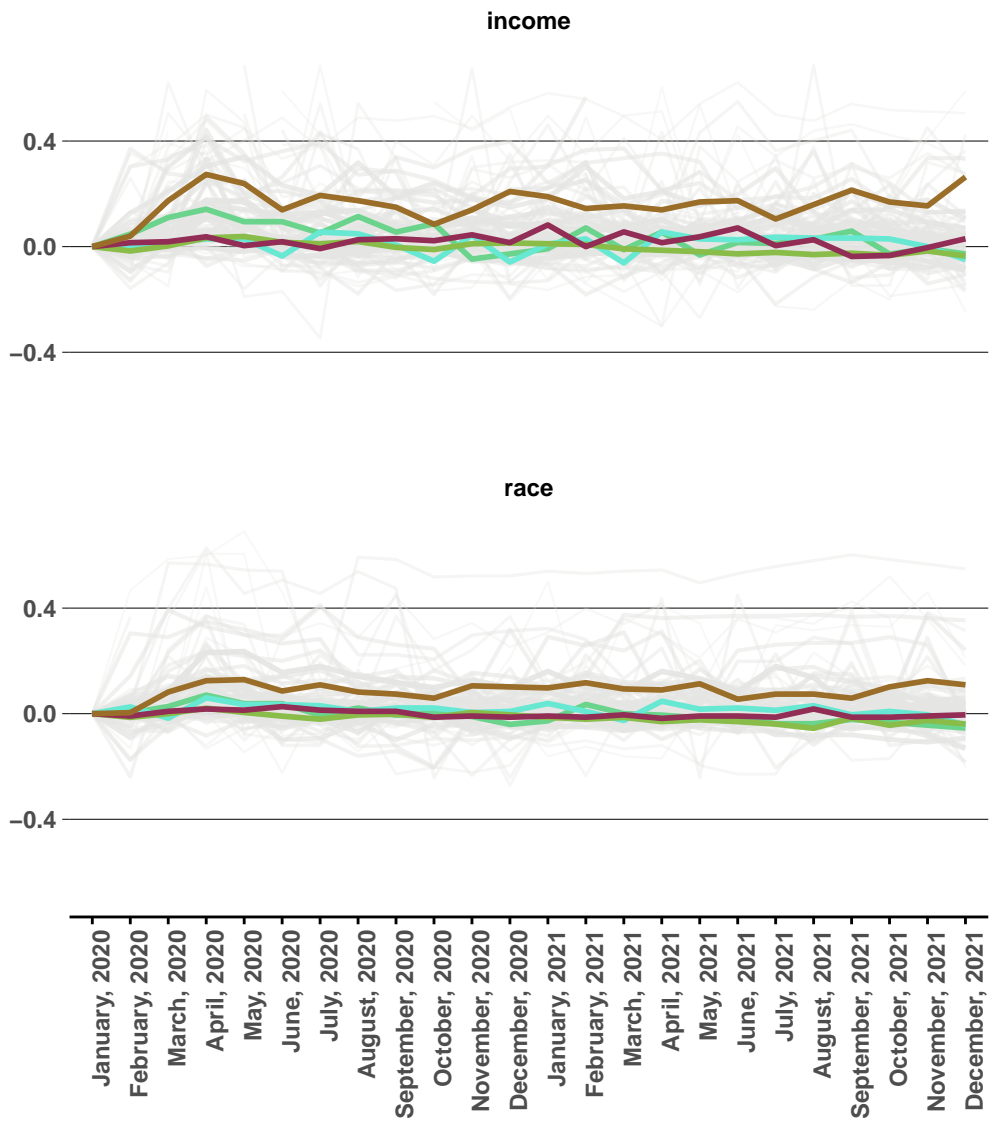 income
0.4
0.0
−0.4
race
0.4
0.0
−0.4
January, 2020
February, 2020
March, 2020
April, 2020
May, 2020
June, 2020
July, 2020
August, 2020
September, 2020
October, 2020
November, 2020
December, 2020
January, 2021
February, 2021
March, 2021
April, 2021
May, 2021
June, 2021
July, 2021
August, 2021
September, 2021
October, 2021
November, 2021
December, 2021